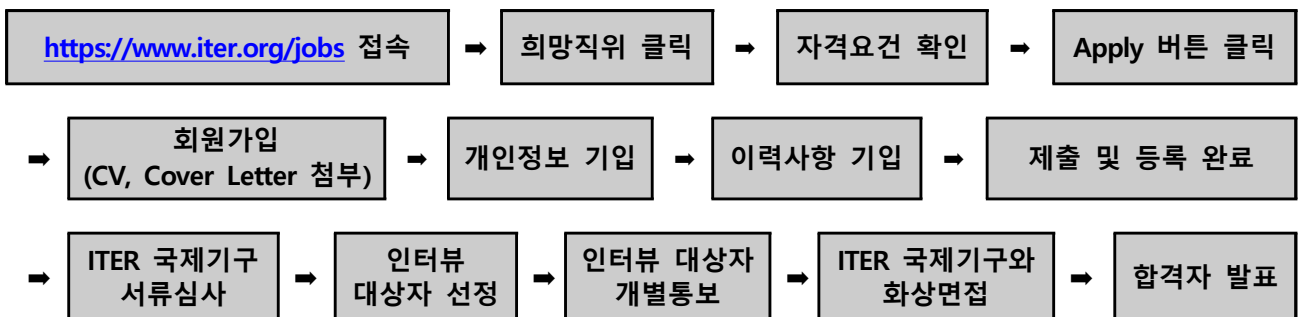 https://www.iter.org/jobs 접속 ➡ 희망직위 클릭 ➡ 자격요건 확인 ➡ Apply 버튼 클릭
➡ 회원가입
(CV, Cover Letter 첨부) ➡ 개인정보 기입 ➡ 이력사항 기입 ➡ 제출 및 등록 완료
➡ ITER 국제기구
서류심사 ➡ 인터뷰
대상자 선정 ➡ 인터뷰 대상자
개별통보 ➡ ITER 국제기구와
화상면접 ➡ 합격자 발표